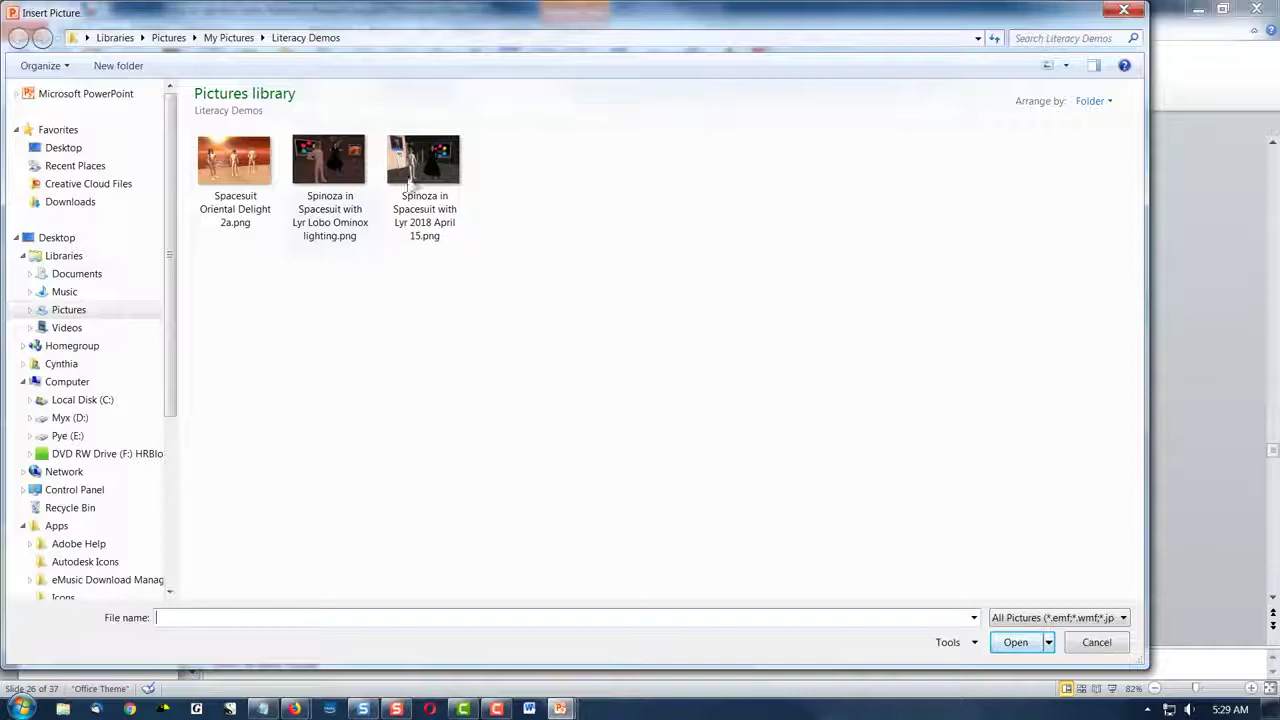 Insert Picture
Libraries Pictures My Pictures Literacy Demos
Search Literacy Demos
Organize
New folder
Microsoft PowerPoint
Favorites
Desktop
Recent Places
Creative Cloud Files
Downloads
Desktop
Libraries
Documents
Music
Pictures
Videos
Homegroup
Cynthia
Computer
Local Disk (C:)
Myx (D:)
Pye (E:)
DVD RW Drive (F:) HRBlo
Network
Control Panel
Recycle Bin
Apps
Adobe Help
Autodesk Icons
eMusic Download Manag
Icons
Pictures library
Literacy Demos
Arrange by: Folder
Spacesuit
Oriental Delight
2a.png
Spinoza in
Spacesuit with
Lyr Lobo Ominox
lighting.png
Spinoza in
Spacesuit with
Lyr 2018 April
15.png
File name:
All Pictures (*.emf;*.wmf;*.jp
Tools
Open
Cancel
Slide 26 of 37
"Office Theme"
82%
5:29 AM